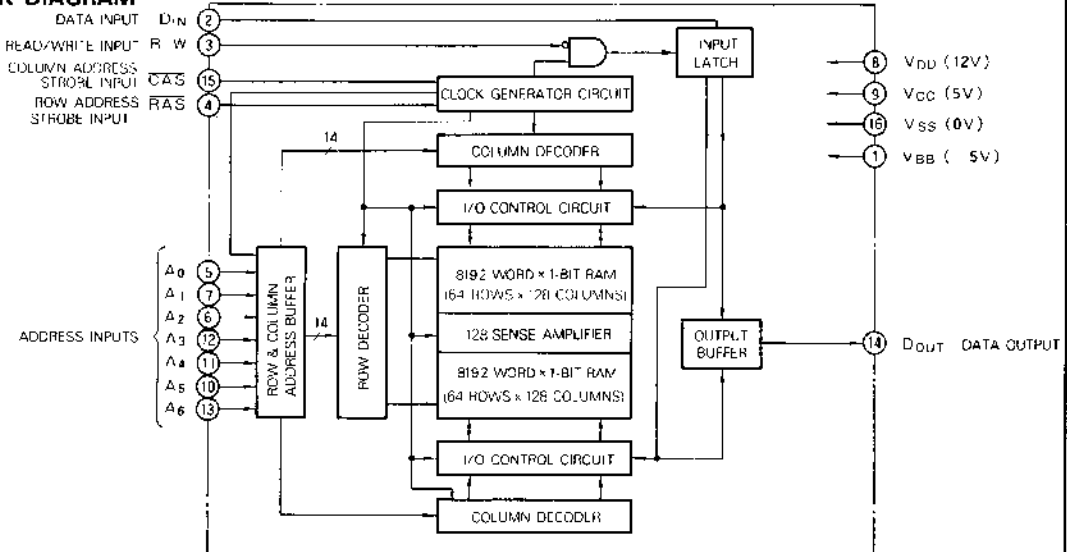 K DIAGRAM
DATA INPUT DIN 2
READ/WRITE INPUT R W 3
COLUMN ADDRESS
STROBE INPUT CAS 15
ROW ADDRESS RAS 4
STROBE INPUT
INPUT
LATCH
CLOCK GENERATOR CIRCUIT
14
COLUMN DECODER
I/O CONTROL CIRCUIT
8 VDD (12V)
9 VCC (5V)
16 VSS (0V)
1 VBB ( 5V)
ADDRESS INPUTS
A0 5
A1 7
A2 6
A3 12
A4 11
A5 10
A6 13
ROW & COLUMN
ADDRESS BUFFER
14
ROW DECODER
8192 WORD × 1-BIT RAM
(64 ROWS × 128 COLUMNS)
128 SENSE AMPLIFIER
8192 WORD × 1-BIT RAM
(64 ROWS × 128 COLUMNS)
OUTPUT
BUFFER
14 DOUT DATA OUTPUT
I/O CONTROL CIRCUIT
COLUMN DECODER